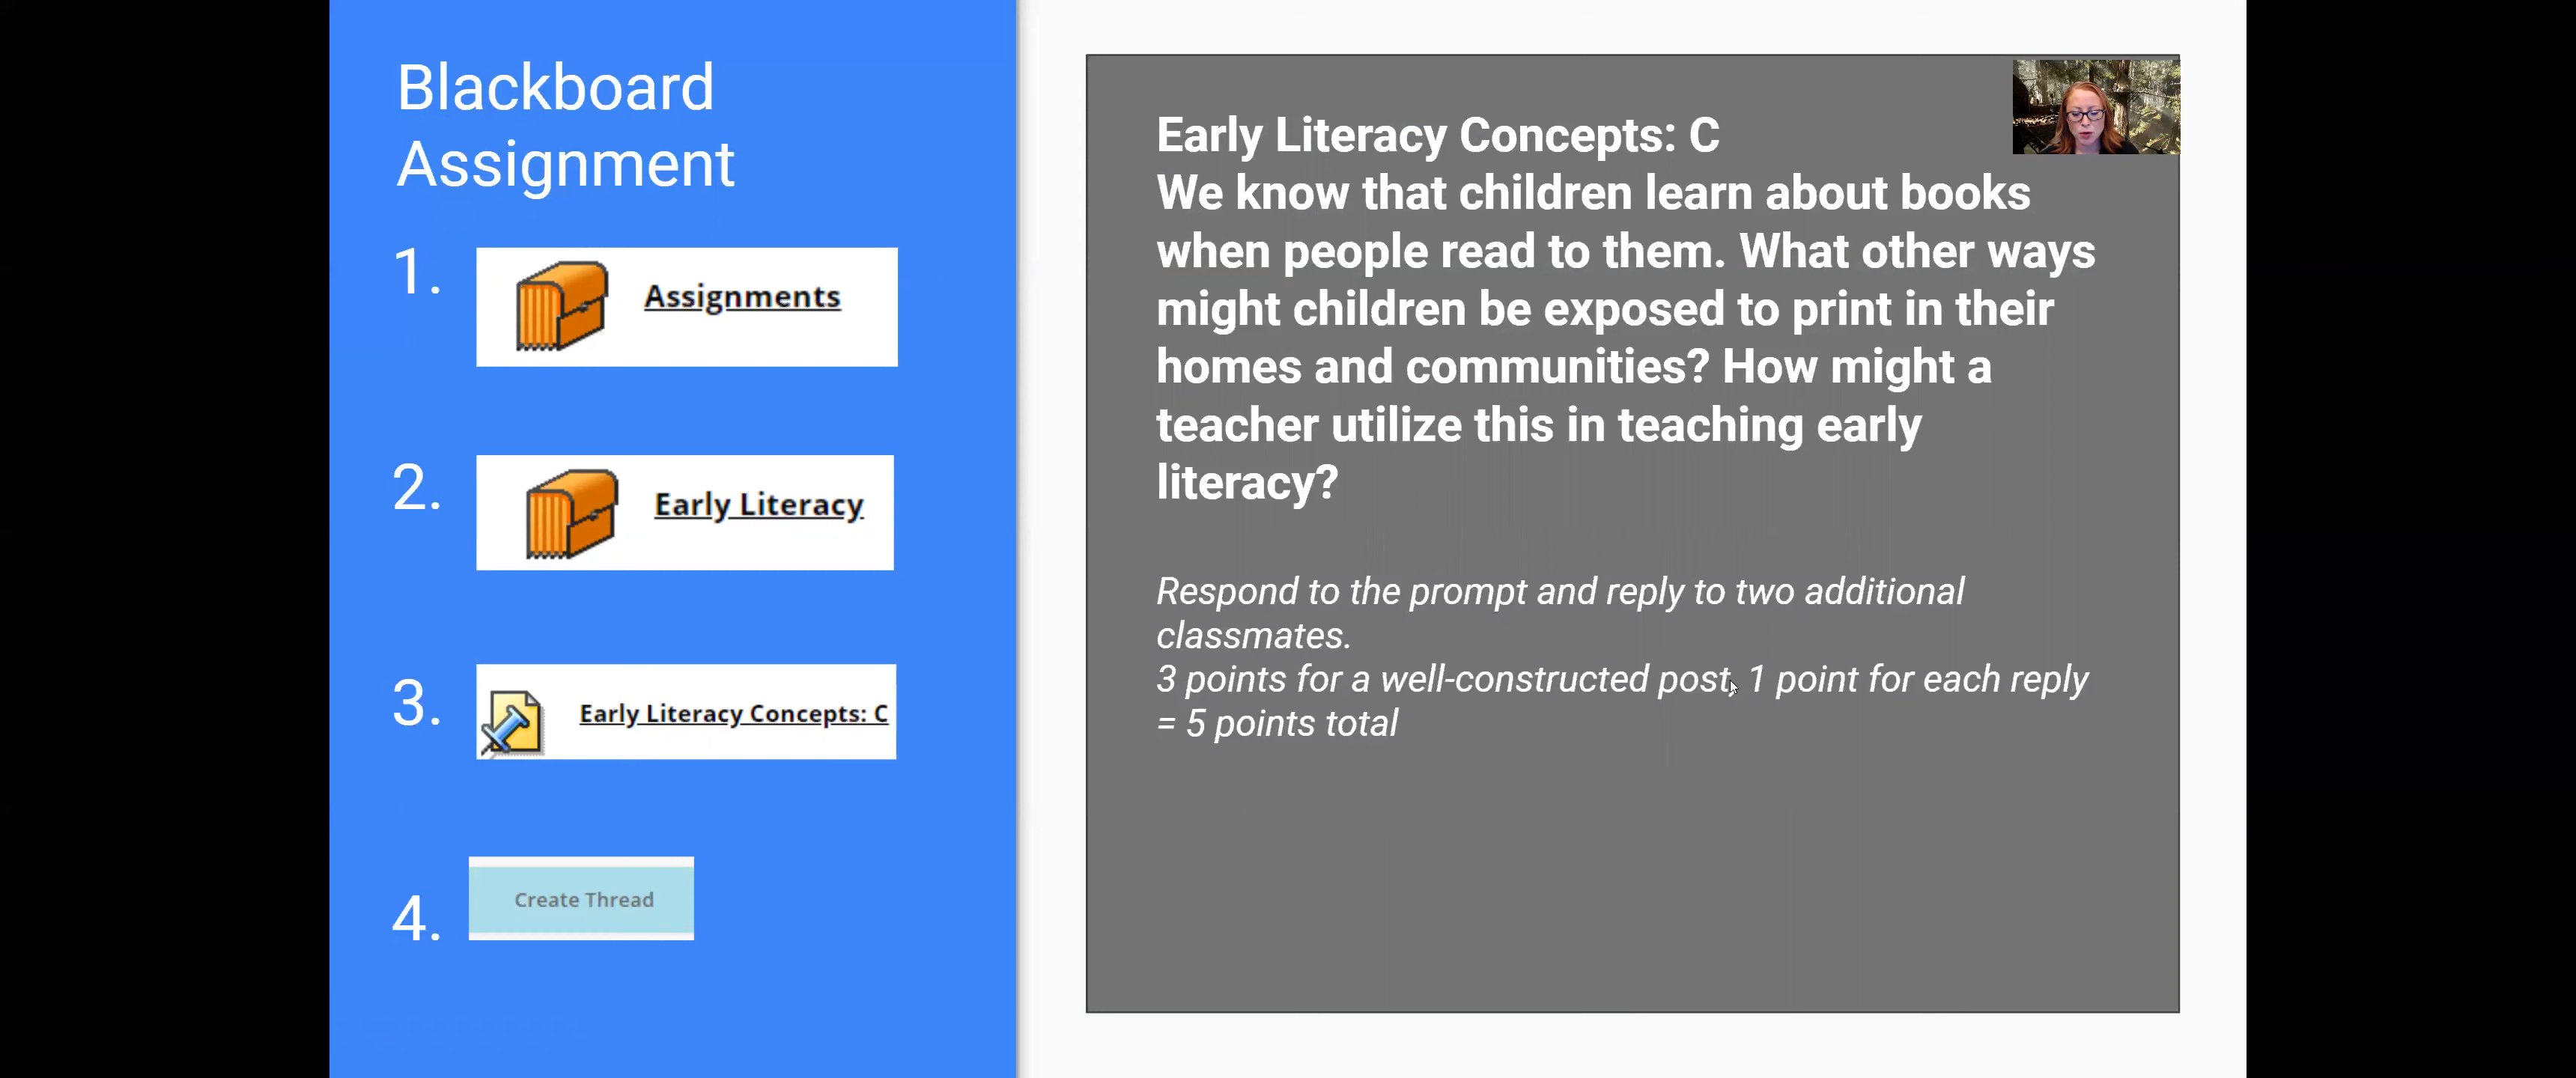 Blackboard
Assignment
1.
Assignments
2.
Early Literacy
3.
Early Literacy Concepts: C
4.
Create Thread
Early Literacy Concepts: C
We know that children learn about books
when people read to them. What other ways
might children be exposed to print in their
homes and communities? How might a
teacher utilize this in teaching early
literacy?
Respond to the prompt and reply to two additional
classmates.
3 points for a well-constructed post, 1 point for each reply
= 5 points total